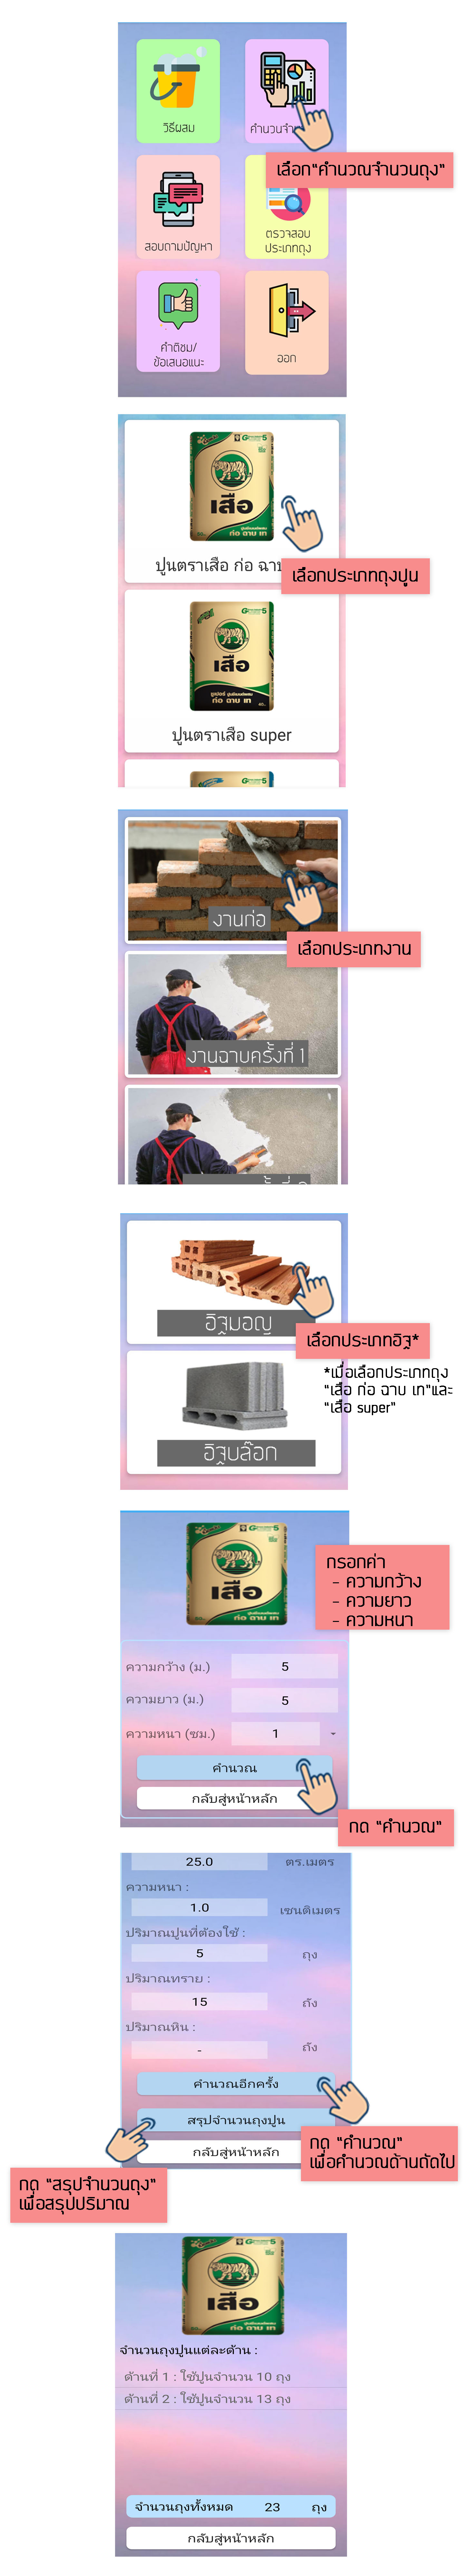 วิธีผสม
คำนวนจำ
เลือก"คำนวณจำนวนถุง"
สอบถามปัญหา
ตรวจสอบ
ประเภทถุง
คำติชม/
ข้อเสนอแนะ
ออก
เสือ
ปูนตราเสือ ก่อ ฉาบ
เลือกประเภทถุงปูน
เสือ
ก่อ ฉาบ เท
ปูนตราเสือ super
งานก่อ
เลือกประเภทงาน
งานฉาบครั้งที่ 1
อิฐมอญ
เลือกประเภทอิฐ*
*เมื่อเลือกประเภทถุง
"เสือ ก่อ ฉาบ เท"และ
"เสือ super"
อิฐบล๊อก
เสือ
ก่อ ฉาบ เท
กรอกค่า
- ความกว้าง
- ความยาว
- ความหนา
ความกว้าง (ม.) 5
ความยาว (ม.) 5
ความหนา (ซม.) 1
คำนวณ
กลับสู่หน้าหลัก
กด "คำนวณ"
25.0 ตร.เมตร
ความหนา :
1.0 เซนติเมตร
ปริมาณปูนที่ต้องใช้ :
5 ถุง
ปริมาณทราย :
15 ถัง
ปริมาณหิน :
- ถัง
คำนวณอีกครั้ง
สรุปจำนวนถุงปูน
กลับสู่หน้าหลัก
กด "คำนวณ"
เพื่อคำนวณด้านถัดไป
กด "สรุปจำนวนถุง"
เพื่อสรุปปริมาณ
เสือ
ก่อ ฉาบ เท
จำนวนถุงปูนแต่ละด้าน :
ด้านที่ 1 : ใช้ปูนจำนวน 10 ถุง
ด้านที่ 2 : ใช้ปูนจำนวน 13 ถุง
จำนวนถุงทั้งหมด 23 ถุง
กลับสู่หน้าหลัก